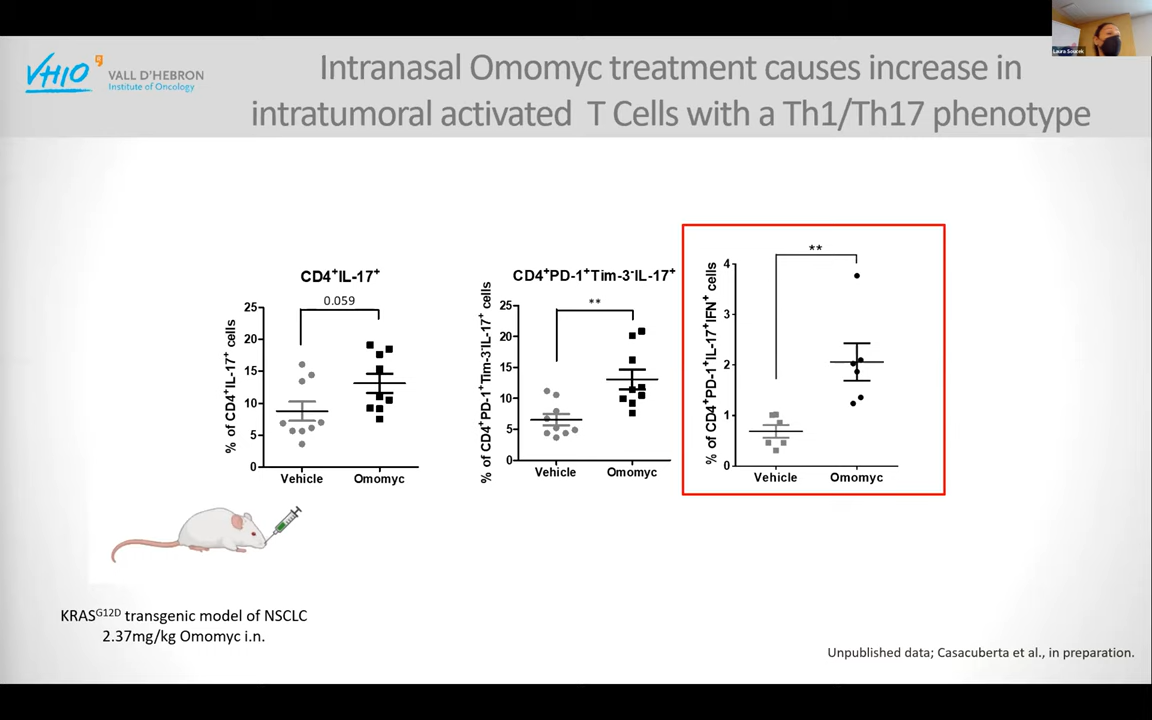 VHIO
VALL D'HEBRON
Institute of Oncology
Intranasal Omomyc treatment causes increase in
intratumoral activated T Cells with a Th1/Th17 phenotype
Laura Soucek
CD4⁺IL-17⁺
0.059
% of CD4⁺IL-17⁺ cells
25
20
15
10
5
0
Vehicle Omomyc
CD4⁺PD-1⁺Tim-3⁻IL-17⁺
**
% of CD4⁺PD-1⁺Tim-3⁻IL-17⁺ cells
25
20
15
10
5
0
Vehicle Omomyc
**
% of CD4⁺PD-1⁺IL-17⁺IFN⁺ cells
4
3
2
1
0
Vehicle Omomyc
KRASᴳ¹²ᴰ transgenic model of NSCLC
2.37mg/kg Omomyc i.n.
Unpublished data; Casacuberta et al., in preparation.